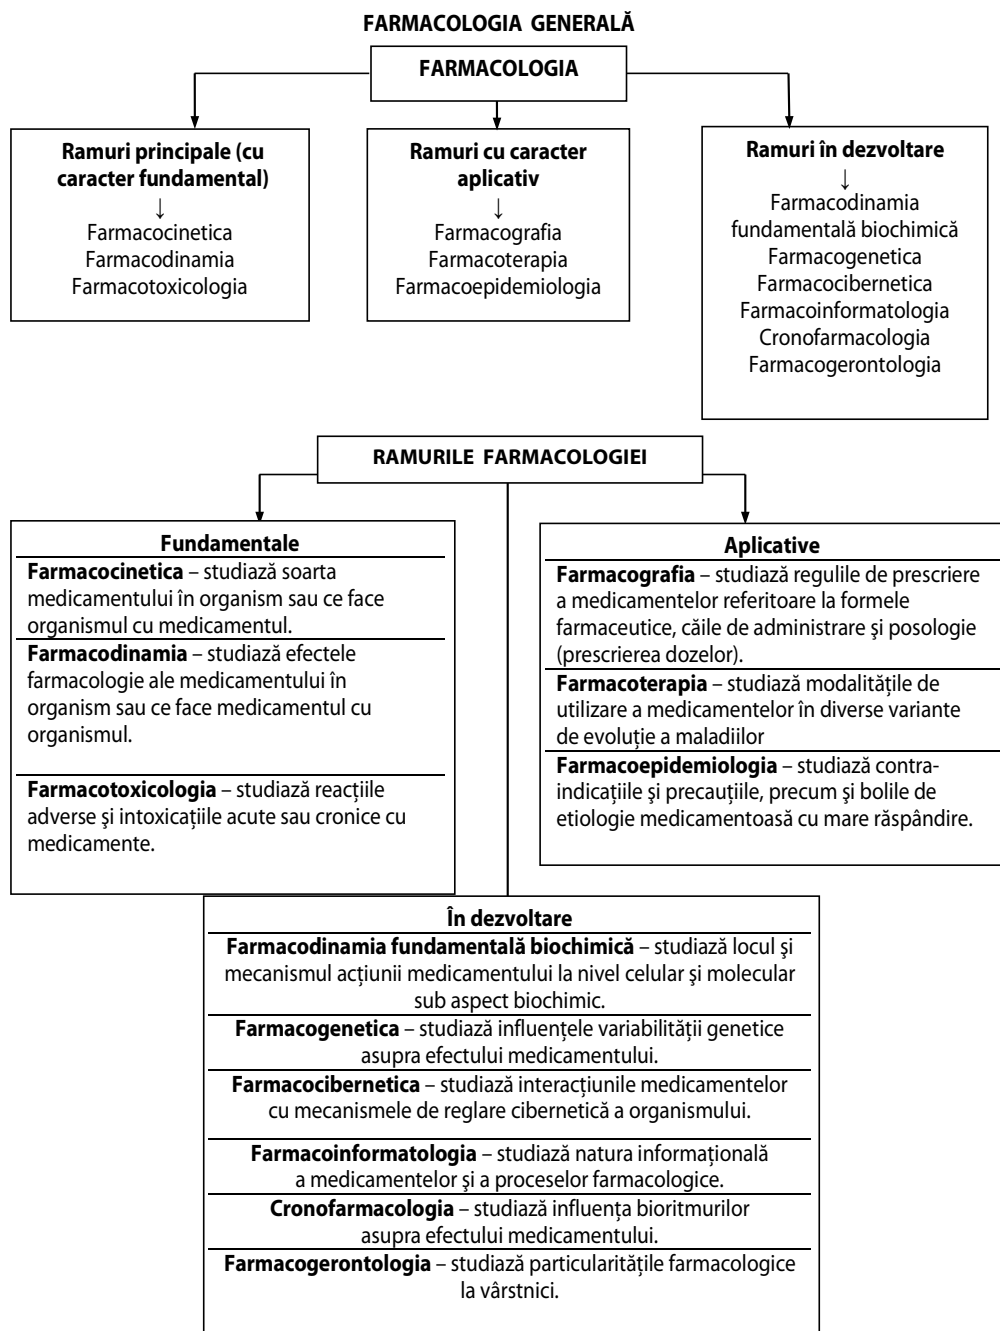 FARMACOLOGIA GENERALĂ
FARMACOLOGIA
Ramuri principale (cu
caracter fundamental)
↓
Farmacocinetica
Farmacodinamia
Farmacotoxicologia
Ramuri cu caracter
aplicativ
↓
Farmacografia
Farmacoterapia
Farmacoepidemiologia
Ramuri în dezvoltare
↓
Farmacodinamia
fundamentală biochimică
Farmacogenetica
Farmacocibernetica
Farmacoinformatologia
Cronofarmacologia
Farmacogerontologia
RAMURILE FARMACOLOGIEI
Fundamentale
Farmacocinetica – studiază soarta
medicamentului în organism sau ce face
organismul cu medicamentul.
Farmacodinamia – studiază efectele
farmacologie ale medicamentului în
organism sau ce face medicamentul cu
organismul.
Farmacotoxicologia – studiază reacţiile
adverse şi intoxicaţiile acute sau cronice cu
medicamente.
Aplicative
Farmacografia – studiază regulile de prescriere
a medicamentelor referitoare la formele
farmaceutice, căile de administrare şi posologie
(prescrierea dozelor).
Farmacoterapia – studiază modalităţile de
utilizare a medicamentelor în diverse variante
de evoluţie a maladiilor
Farmacoepidemiologia – studiază contra-
indicaţiile şi precauţiile, precum şi bolile de
etiologie medicamentoasă cu mare răspândire.
În dezvoltare
Farmacodinamia fundamentală biochimică – studiază locul şi
mecanismul acţiunii medicamentului la nivel celular şi molecular
sub aspect biochimic.
Farmacogenetica – studiază influenţele variabilităţii genetice
asupra efectului medicamentului.
Farmacocibernetica – studiază interacţiunile medicamentelor
cu mecanismele de reglare cibernetică a organismului.
Farmacoinformatologia – studiază natura informaţională
a medicamentelor şi a proceselor farmacologice.
Cronofarmacologia – studiază influenţa bioritmurilor
asupra efectului medicamentului.
Farmacogerontologia – studiază particularităţile farmacologice
la vârstnici.